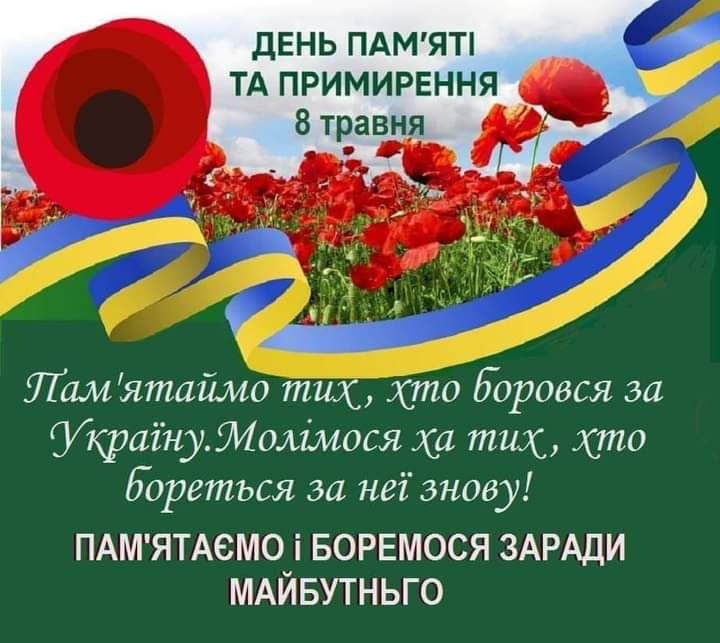 ДЕНЬ ПАМ'ЯТІ
ТА ПРИМИРЕННЯ
8 травня
Пам'ятаймо тих, хто боровся за
Україну.Молімося ха тих, хто
бореться за неї знову!
ПАМ'ЯТАЄМО і БОРЕМОСЯ ЗАРАДИ
МАЙБУТНЬГО